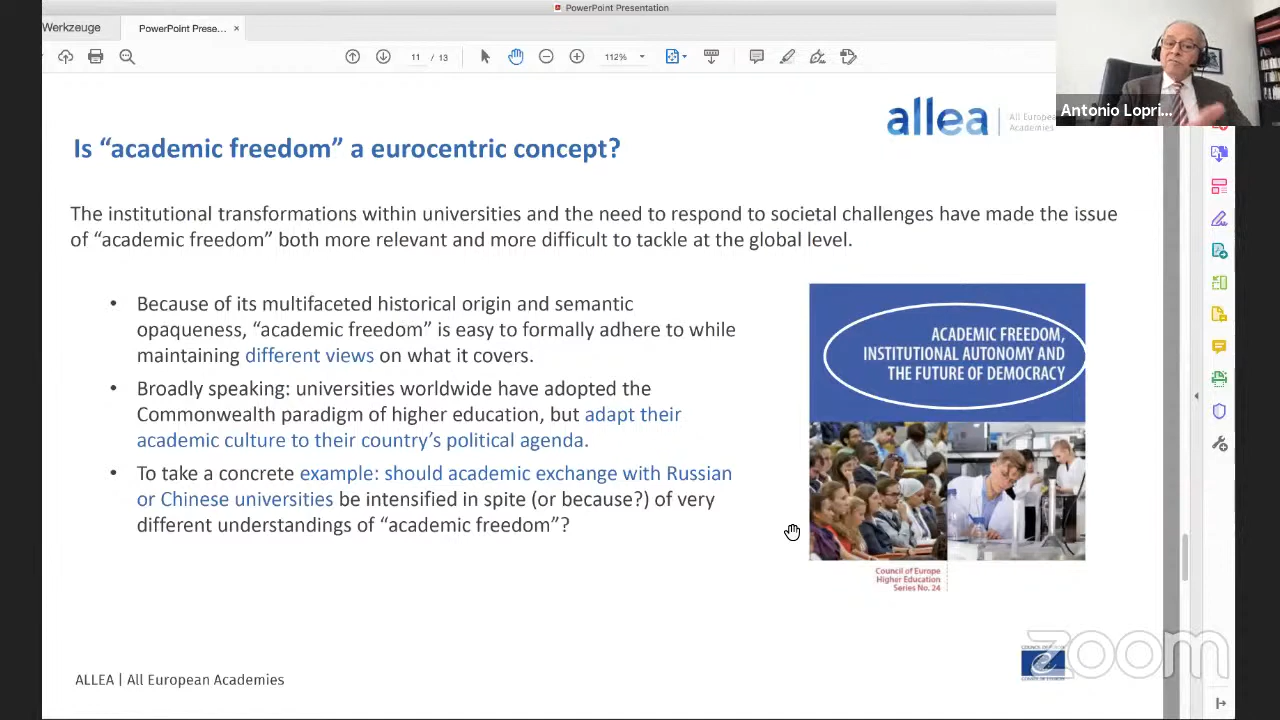 PowerPoint Presentation
Werkzeuge
PowerPoint Prese... ×
11 / 13
112%
Antonio Lopri...
allea
All European
Academies
Is “academic freedom” a eurocentric concept?
The institutional transformations within universities and the need to respond to societal challenges have made the issue
of “academic freedom” both more relevant and more difficult to tackle at the global level.
• Because of its multifaceted historical origin and semantic
opaqueness, “academic freedom” is easy to formally adhere to while
maintaining different views on what it covers.
• Broadly speaking: universities worldwide have adopted the
Commonwealth paradigm of higher education, but adapt their
academic culture to their country’s political agenda.
• To take a concrete example: should academic exchange with Russian
or Chinese universities be intensified in spite (or because?) of very
different understandings of “academic freedom”?
ACADEMIC FREEDOM,
INSTITUTIONAL AUTONOMY AND
THE FUTURE OF DEMOCRACY
Council of Europe
Higher Education
Series No. 24
ALLEA | All European Academies
zoom